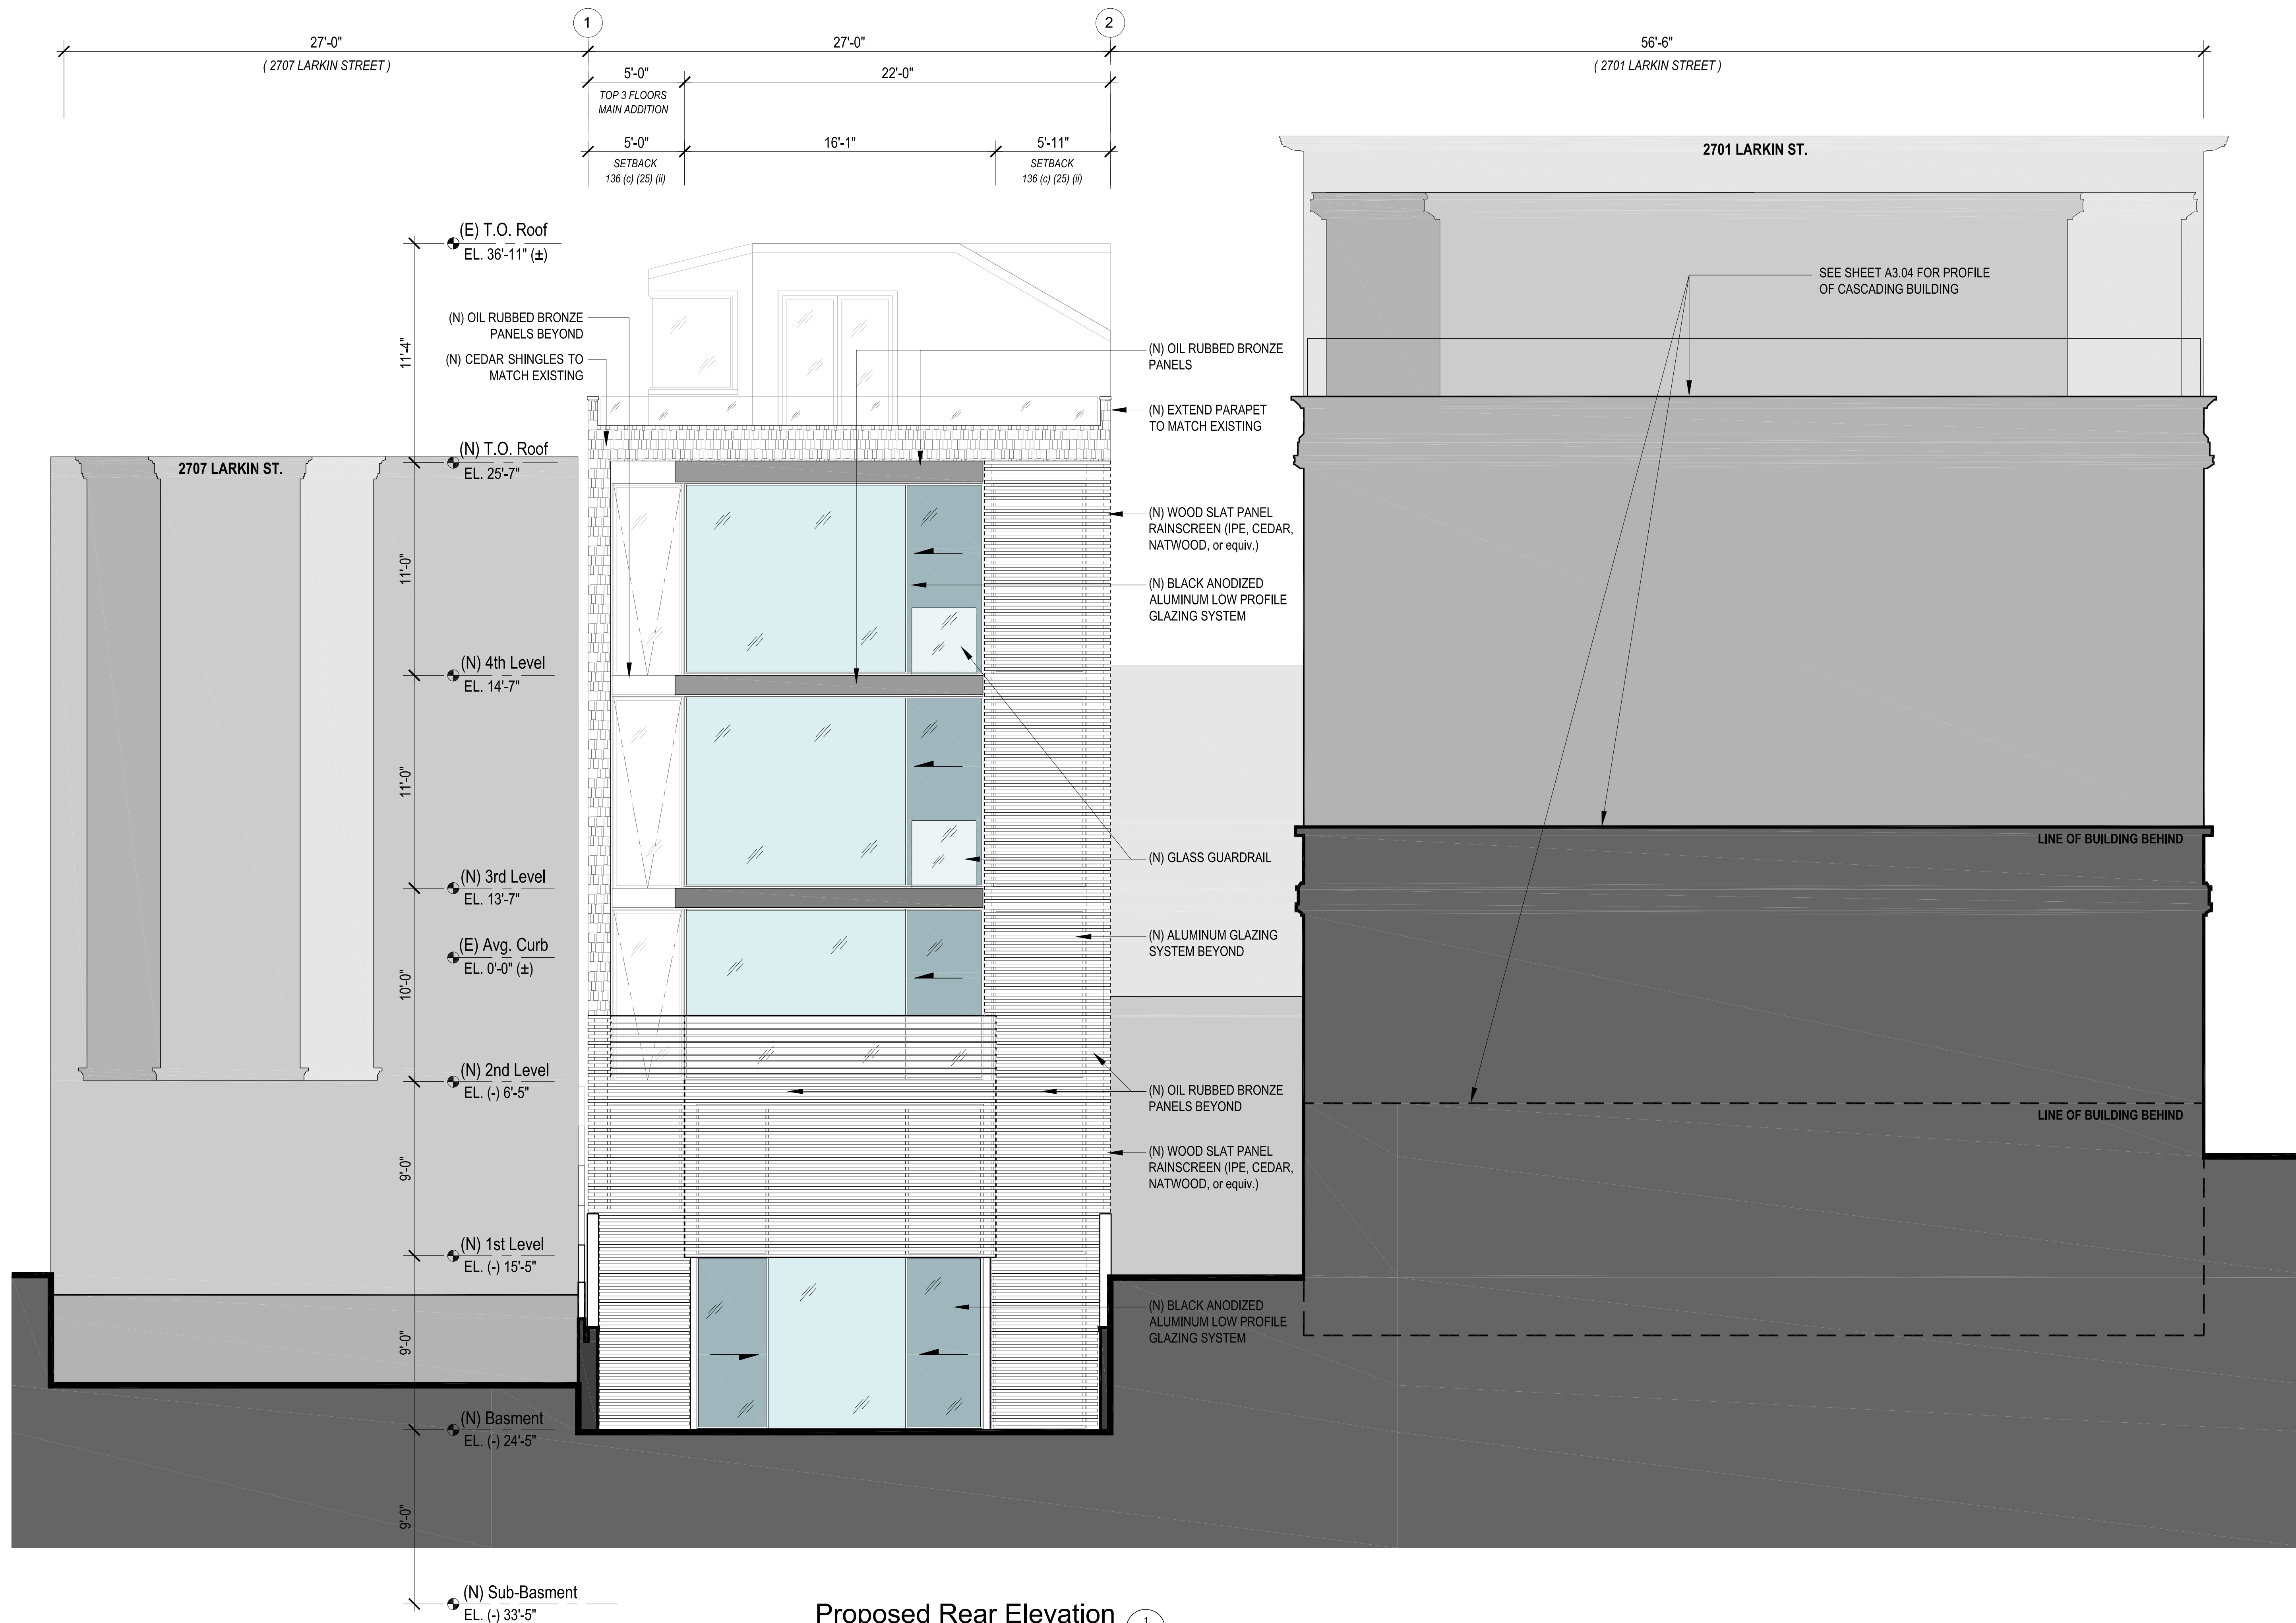 1
2
27'-0"
27'-0"
56'-6"
( 2707 LARKIN STREET )
( 2701 LARKIN STREET )
5'-0"
22'-0"
TOP 3 FLOORS
MAIN ADDITION
5'-0"
16'-1"
5'-11"
SETBACK
136 (c) (25) (ii)
SETBACK
136 (c) (25) (ii)
2701 LARKIN ST.
(E) T.O. Roof
EL. 36'-11" (±)
SEE SHEET A3.04 FOR PROFILE
OF CASCADING BUILDING
(N) OIL RUBBED BRONZE
PANELS BEYOND
11'-4"
(N) CEDAR SHINGLES TO
MATCH EXISTING
(N) OIL RUBBED BRONZE
PANELS
(N) EXTEND PARAPET
TO MATCH EXISTING
(N) T.O. Roof
EL. 25'-7"
2707 LARKIN ST.
(N) WOOD SLAT PANEL
RAINSCREEN (IPE, CEDAR,
NATWOOD, or equiv.)
11'-0"
(N) BLACK ANODIZED
ALUMINUM LOW PROFILE
GLAZING SYSTEM
(N) 4th Level
EL. 14'-7"
11'-0"
LINE OF BUILDING BEHIND
(N) GLASS GUARDRAIL
(N) 3rd Level
EL. 13'-7"
(N) ALUMINUM GLAZING
SYSTEM BEYOND
(E) Avg. Curb
EL. 0'-0" (±)
10'-0"
(N) 2nd Level
EL. (-) 6'-5"
(N) OIL RUBBED BRONZE
PANELS BEYOND
LINE OF BUILDING BEHIND
9'-0"
(N) WOOD SLAT PANEL
RAINSCREEN (IPE, CEDAR,
NATWOOD, or equiv.)
(N) 1st Level
EL. (-) 15'-5"
9'-0"
(N) BLACK ANODIZED
ALUMINUM LOW PROFILE
GLAZING SYSTEM
(N) Basment
EL. (-) 24'-5"
9'-0"
(N) Sub-Basment
EL. (-) 33'-5"
Proposed Rear Elevation
1